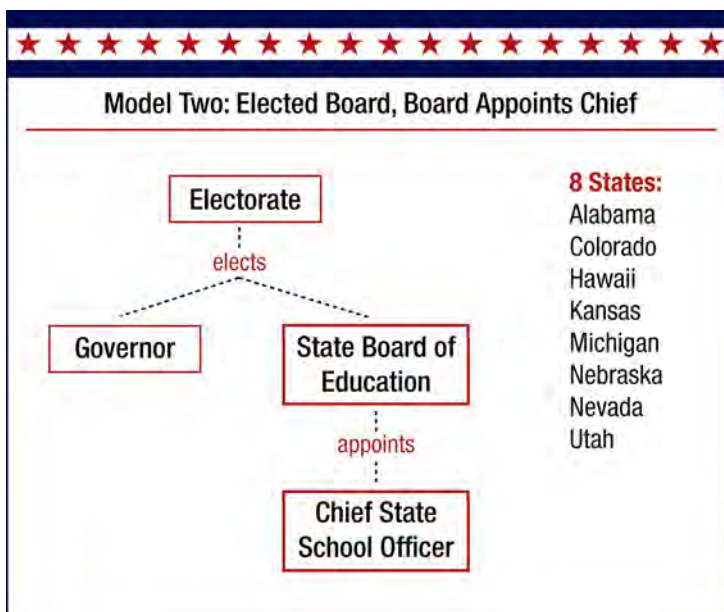 Model Two: Elected Board, Board Appoints Chief
Electorate
elects
Governor
State Board of
Education
appoints
Chief State
School Officer
8 States:
Alabama
Colorado
Hawaii
Kansas
Michigan
Nebraska
Nevada
Utah